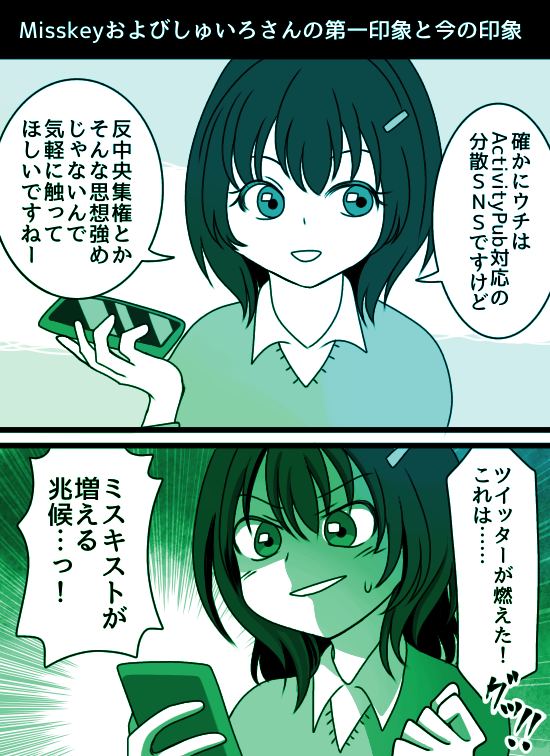 Misskeyおよびしゅいろさんの第一印象と今の印象
確かにウチは
ActivityPub対応の
分散SNSですけど
反中央集権とか
そんな思想強め
じゃないんで
気軽に触って
ほしいですねー
ツイッターが燃えた！
これは……
グッ!!
ミスキストが
増える
兆候…っ！